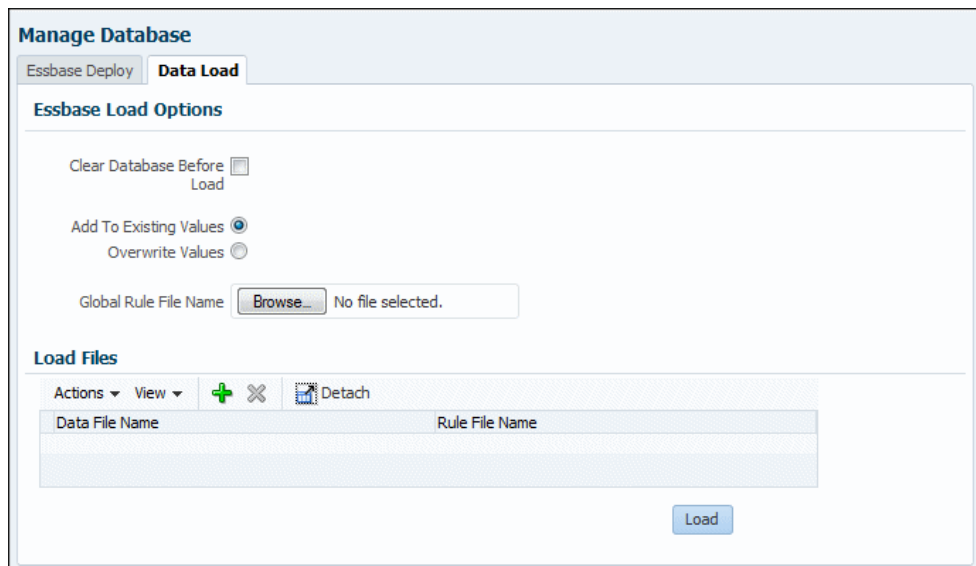 Manage Database
Essbase Deploy Data Load
Essbase Load Options
Clear Database Before
Load
Add To Existing Values
Overwrite Values
Global Rule File Name Browse... No file selected.
Load Files
Actions View Detach
Data File Name Rule File Name
Load